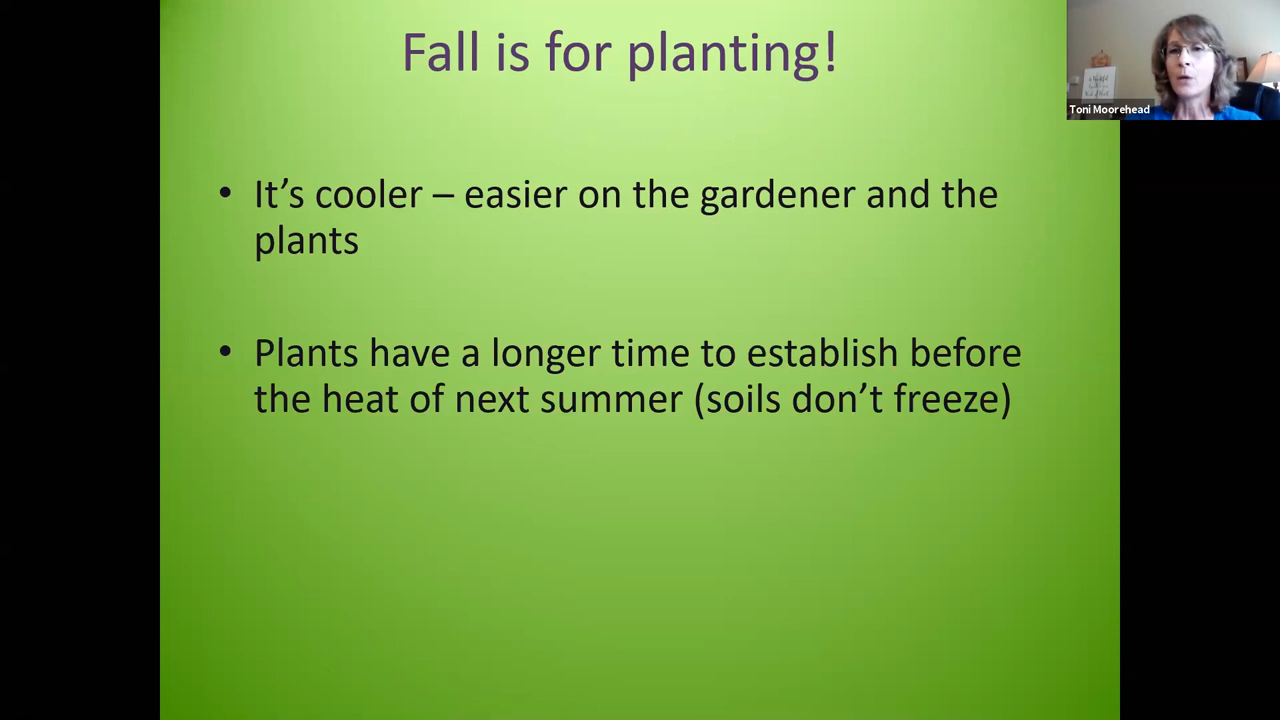 Fall is for planting!
Toni Moorehead
• It’s cooler – easier on the gardener and the
plants
• Plants have a longer time to establish before
the heat of next summer (soils don’t freeze)